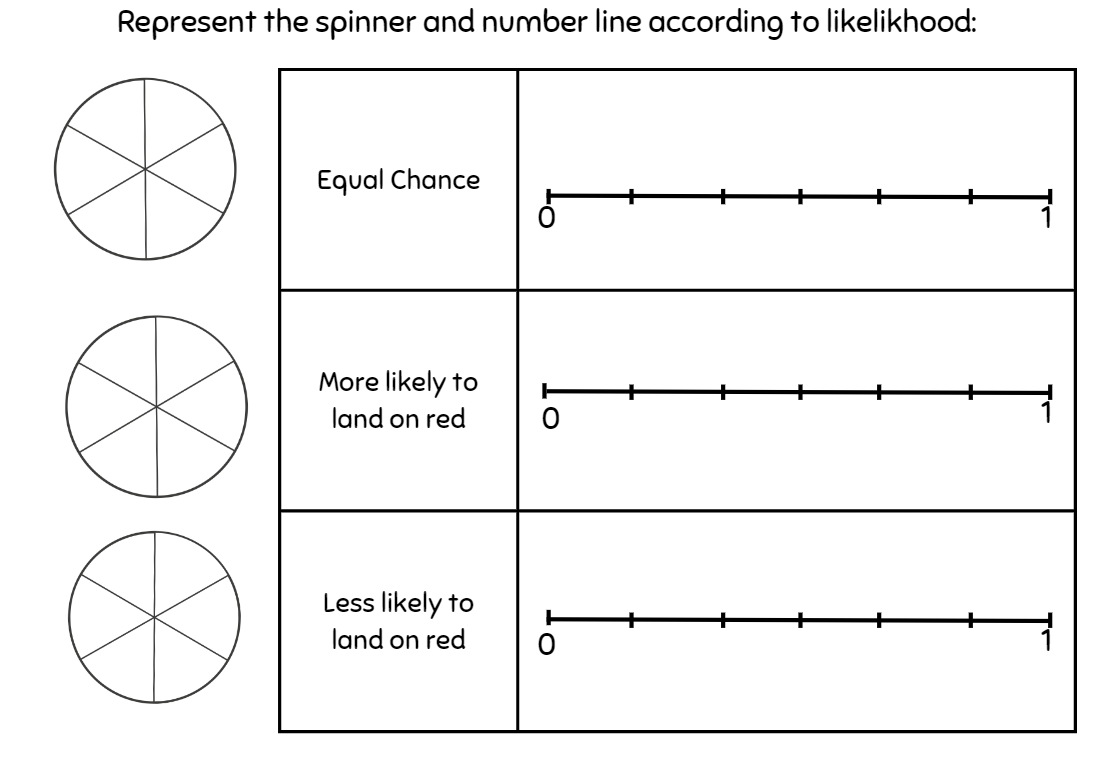 Represent the spinner and number line according to likelikhood:
Equal Chance
0 1
More likely to
land on red
0 1
Less likely to
land on red
0 1